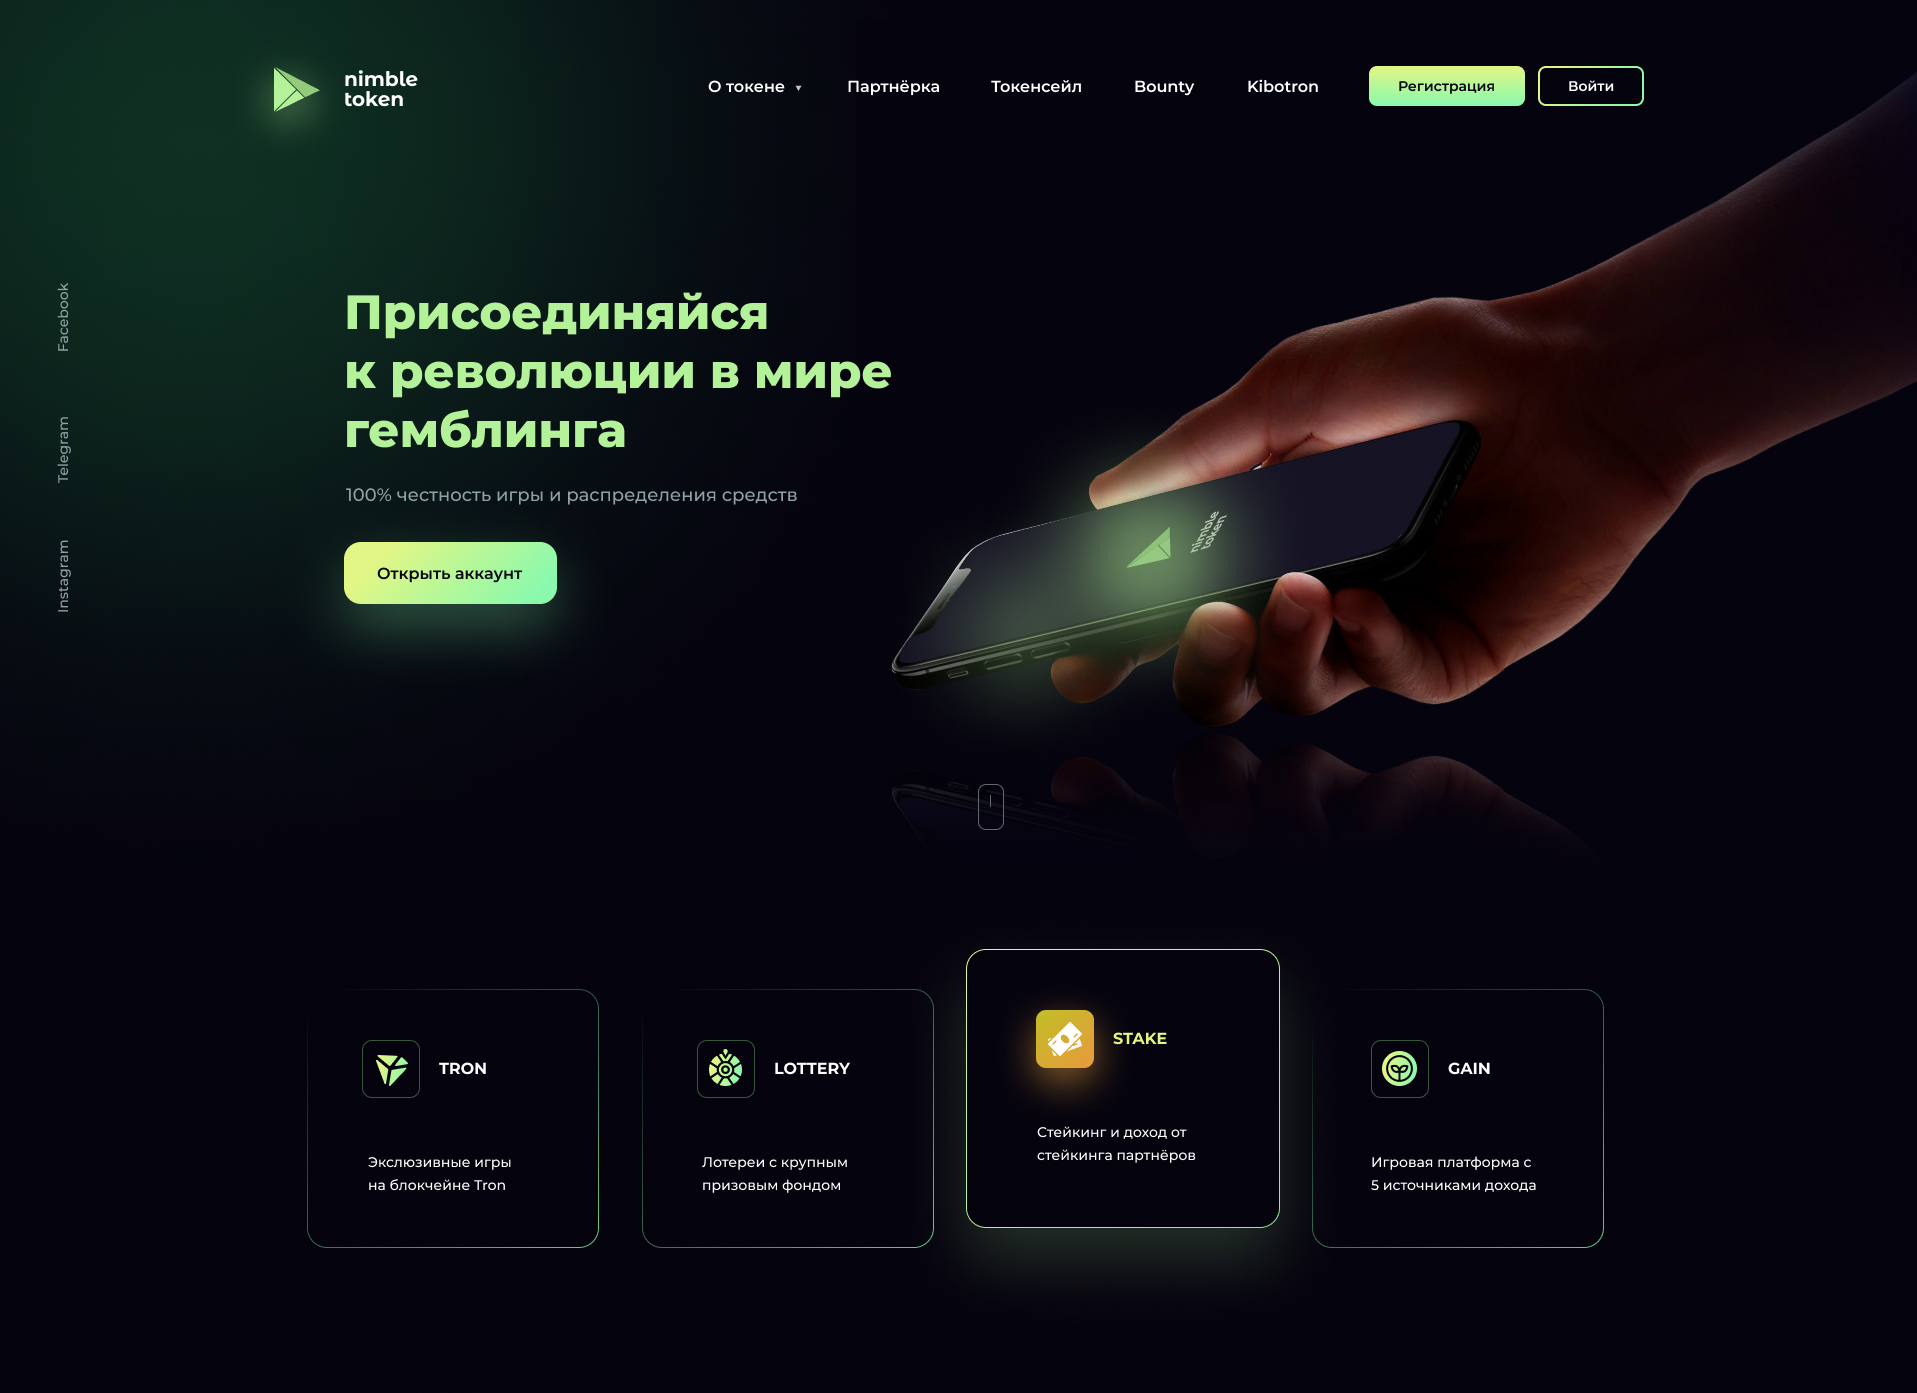 nimble
token
О токене
Партнёрка
Токенсейл
Bounty
Kibotron
Регистрация
Войти
Facebook
Telegram
Instagram
Присоединяйся
к революции в мире
гемблинга
100% честность игры и распределения средств
Открыть аккаунт
nimble
token
TRON
Экслюзивные игры
на блокчейне Tron
LOTTERY
Лотереи с крупным
призовым фондом
STAKE
Стейкинг и доход от
стейкинга партнёров
GAIN
Игровая платформа с
5 источниками дохода